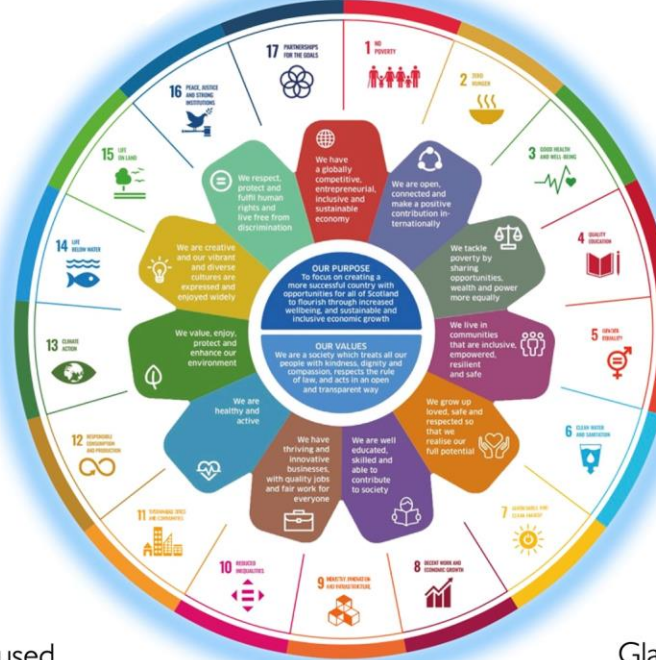 17 PARTNERSHIPS
FOR THE GOALS
1 NO
POVERTY
2 ZERO
HUNGER
3 GOOD HEALTH
AND WELL BEING
4 QUALITY
EDUCATION
5 GENDER
EQUALITY
6 CLEAN WATER
AND SANITATION
7 AFFORDABLE AND
CLEAN ENERGY
8 DECENT WORK AND
ECONOMIC GROWTH
9 INDUSTRY, INNOVATION
AND INFRASTRUCTURE
10 REDUCED
INEQUALITIES
11 SUSTAINABLE CITIES
AND COMMUNITIES
12 RESPONSIBLE
CONSUMPTION
AND PRODUCTION
13 CLIMATE
ACTION
14 LIFE
BELOW WATER
15 LIFE
ON LAND
16 PEACE, JUSTICE
AND STRONG
INSTITUTIONS
We have
a globally
competitive,
entrepreneurial,
inclusive and
sustainable
economy
We are open,
connected and
make a positive
contribution in-
ternationally
We tackle
poverty by
sharing
opportunities,
wealth and power
more equally
We live in
communities
that are inclusive,
empowered,
resilient
and safe
We grow up
loved, safe and
respected so
that we
realise our
full potential
We are well
educated,
skilled and
able to
contribute
to society
We have
thriving and
innovative
businesses,
with quality jobs
and fair work for
everyone
We are
healthy and
active
We value, enjoy,
protect and
enhance our
environment
We are creative
and our vibrant
and diverse
cultures are
expressed and
enjoyed widely
We respect,
protect and
fulfil human
rights and
live free from
discrimination
OUR PURPOSE
To focus on creating a
more successful country with
opportunities for all of Scotland
to flourish through increased
wellbeing, and sustainable and
inclusive economic growth
OUR VALUES
We are a society which treats all our
people with kindness, dignity and
compassion, respects the rule
of law, and acts in an open
and transparent way
used
Gla